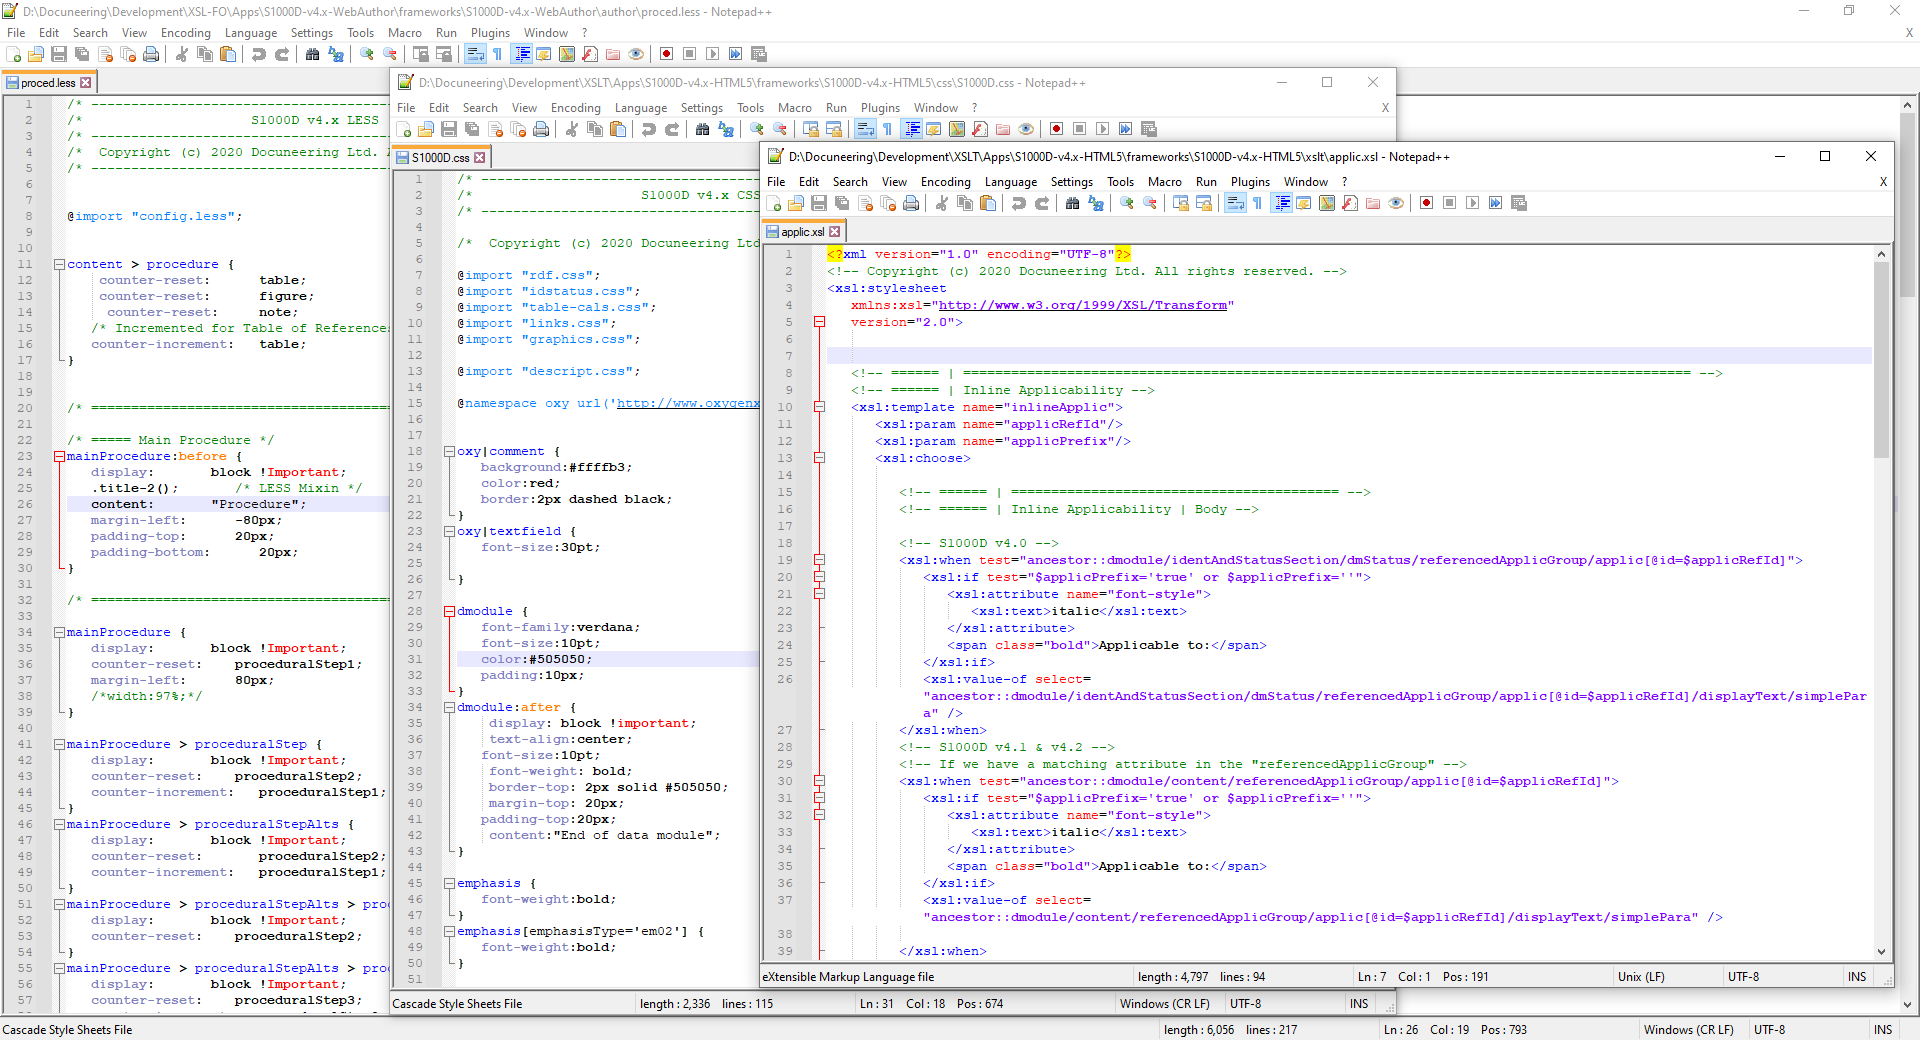 D:\Docuneering\Development\XSL-FO\Apps\S1000D-v4.x-WebAuthor\frameworks\S1000D-v4.x-WebAuthor\author\proced.less - Notepad++
File Edit Search View Encoding Language Settings Tools Macro Run Plugins Window ? X
proced.less
1 /* -------------------------------------
2 /* S1000D v4.x LESS
3 /* -------------------------------------
4 /* Copyright (c) 2020 Docuneering Ltd.
5 /* -------------------------------------
6
7
8 @import "config.less";
9
10
11 content > procedure {
12 counter-reset: table;
13 counter-reset: figure;
14 counter-reset: note;
15 /* Incremented for Table of References
16 counter-increment: table;
17 }
18
19
20 /* =====================================
21
22 /* ===== Main Procedure */
23 mainProcedure:before {
24 display: block !Important;
25 .title-2(); /* LESS Mixin */
26 content: "Procedure";
27 margin-left: -80px;
28 padding-top: 20px;
29 padding-bottom: 20px;
30 }
31
32 /* =====================================
33
34 mainProcedure {
35 display: block !Important;
36 counter-reset: proceduralStep1;
37 margin-left: 80px;
38 /*width:97%;*/
39 }
40
41 mainProcedure > proceduralStep {
42 display: block !Important;
43 counter-reset: proceduralStep2;
44 counter-increment: proceduralStep1;
45 }
46 mainProcedure > proceduralStepAlts {
47 display: block !Important;
48 counter-reset: proceduralStep2;
49 counter-increment: proceduralStep1;
50 }
51 mainProcedure > proceduralStepAlts > proc
52 display: block !Important;
53 counter-reset: proceduralStep2;
54 }
55 mainProcedure > proceduralStepAlts > proc
56 display: block !Important;
57 counter-reset: proceduralStep3;
Cascade Style Sheets File length : 6,056 lines : 217 Ln : 26 Col : 19 Pos : 793 Windows (CR LF) UTF-8 INS
D:\Docuneering\Development\XSLT\Apps\S1000D-v4.x-HTML5\frameworks\S1000D-v4.x-HTML5\css\S1000D.css - Notepad++
File Edit Search View Encoding Language Settings Tools Macro Run Plugins Window ? X
S1000D.css
1 /* -----------------------------------
2 /* S1000D v4.x CSS
3 /* -----------------------------------
4
5 /* Copyright (c) 2020 Docuneering Ltd
6
7 @import "rdf.css";
8 @import "idstatus.css";
9 @import "table-cals.css";
10 @import "links.css";
11 @import "graphics.css";
12
13 @import "descript.css";
14
15 @namespace oxy url('http://www.oxygenx
16
17
18 oxy|comment {
19 background:#ffffb3;
20 color:red;
21 border:2px dashed black;
22 }
23 oxy|textfield {
24 font-size:30pt;
25
26 }
27
28 dmodule {
29 font-family:verdana;
30 font-size:10pt;
31 color:#505050;
32 padding:10px;
33 }
34 dmodule:after {
35 display: block !important;
36 text-align:center;
37 font-size:10pt;
38 font-weight: bold;
39 border-top: 2px solid #505050;
40 margin-top: 20px;
41 padding-top:20px;
42 content:"End of data module";
43 }
44
45 emphasis {
46 font-weight:bold;
47 }
48 emphasis[emphasisType='em02'] {
49 font-weight:bold;
50 }
51
Cascade Style Sheets File length : 2,336 lines : 115 Ln : 31 Col : 18 Pos : 674 Windows (CR LF) UTF-8 INS
D:\Docuneering\Development\XSLT\Apps\S1000D-v4.x-HTML5\frameworks\S1000D-v4.x-HTML5\xslt\applic.xsl - Notepad++
File Edit Search View Encoding Language Settings Tools Macro Run Plugins Window ? X
applic.xsl
1 <?xml version="1.0" encoding="UTF-8"?>
2 <!-- Copyright (c) 2020 Docuneering Ltd. All rights reserved. -->
3 <xsl:stylesheet
4 xmlns:xsl="http://www.w3.org/1999/XSL/Transform"
5 version="2.0">
6
7
8 <!-- ====== | =========================================================================================== -->
9 <!-- ====== | Inline Applicability -->
10 <xsl:template name="inlineApplic">
11 <xsl:param name="applicRefId"/>
12 <xsl:param name="applicPrefix"/>
13 <xsl:choose>
14
15 <!-- ====== | ========================================= -->
16 <!-- ====== | Inline Applicability | Body -->
17
18 <!-- S1000D v4.0 -->
19 <xsl:when test="ancestor::dmodule/identAndStatusSection/dmStatus/referencedApplicGroup/applic[@id=$applicRefId]">
20 <xsl:if test="$applicPrefix='true' or $applicPrefix=''">
21 <xsl:attribute name="font-style">
22 <xsl:text>italic</xsl:text>
23 </xsl:attribute>
24 <span class="bold">Applicable to:</span>
25 </xsl:if>
26 <xsl:value-of select=
"ancestor::dmodule/identAndStatusSection/dmStatus/referencedApplicGroup/applic[@id=$applicRefId]/displayText/simplePar
a" />
27 </xsl:when>
28 <!-- S1000D v4.1 & v4.2 -->
29 <!-- If we have a matching attribute in the "referencedApplicGroup" -->
30 <xsl:when test="ancestor::dmodule/content/referencedApplicGroup/applic[@id=$applicRefId]">
31 <xsl:if test="$applicPrefix='true' or $applicPrefix=''">
32 <xsl:attribute name="font-style">
33 <xsl:text>italic</xsl:text>
34 </xsl:attribute>
35 <span class="bold">Applicable to:</span>
36 </xsl:if>
37 <xsl:value-of select=
"ancestor::dmodule/content/referencedApplicGroup/applic[@id=$applicRefId]/displayText/simplePara" />
38
39 </xsl:when>
eXtensible Markup Language file length : 4,797 lines : 94 Ln : 7 Col : 1 Pos : 191 Unix (LF) UTF-8 INS